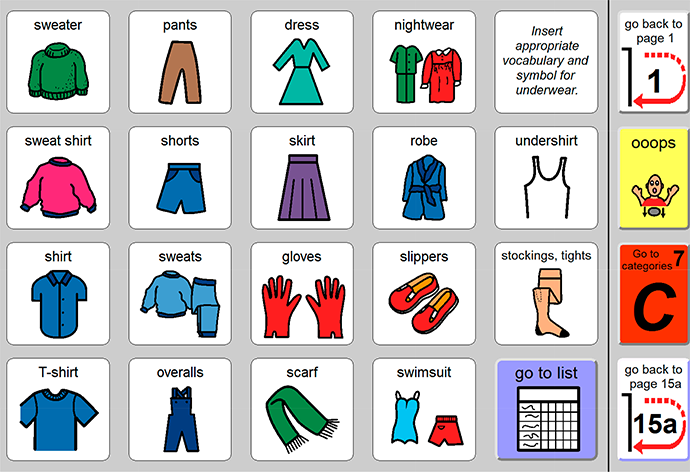 sweater
pants
dress
nightwear
Insert
appropriate
vocabulary and
symbol for
underwear.
go back to
page 1
1
sweat shirt
shorts
skirt
robe
undershirt
ooops
shirt
sweats
gloves
slippers
stockings, tights
Go to
categories 7
C
T-shirt
overalls
scarf
swimsuit
go to list
go back to
page 15a
15a